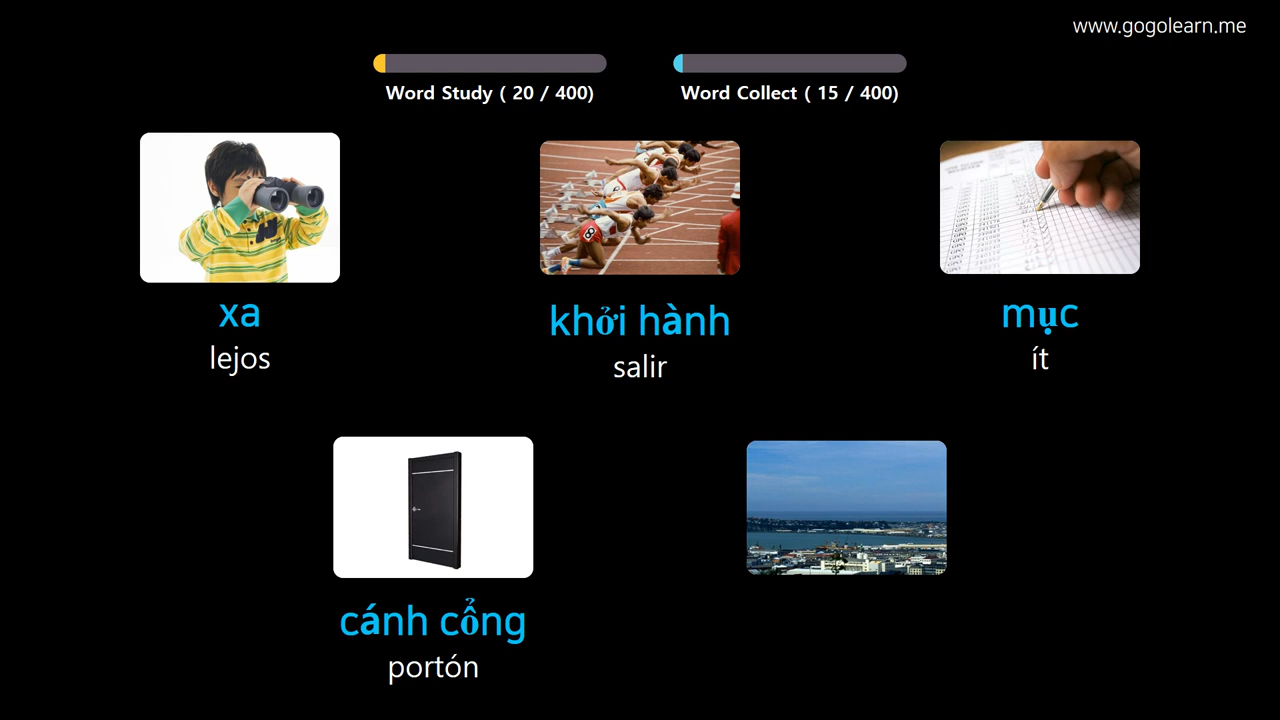 www.gogolearn.me
Word Study ( 20 / 400)
Word Collect ( 15 / 400)
xa
lejos
khởi hành
salir
mục
ít
cánh cổng
portón